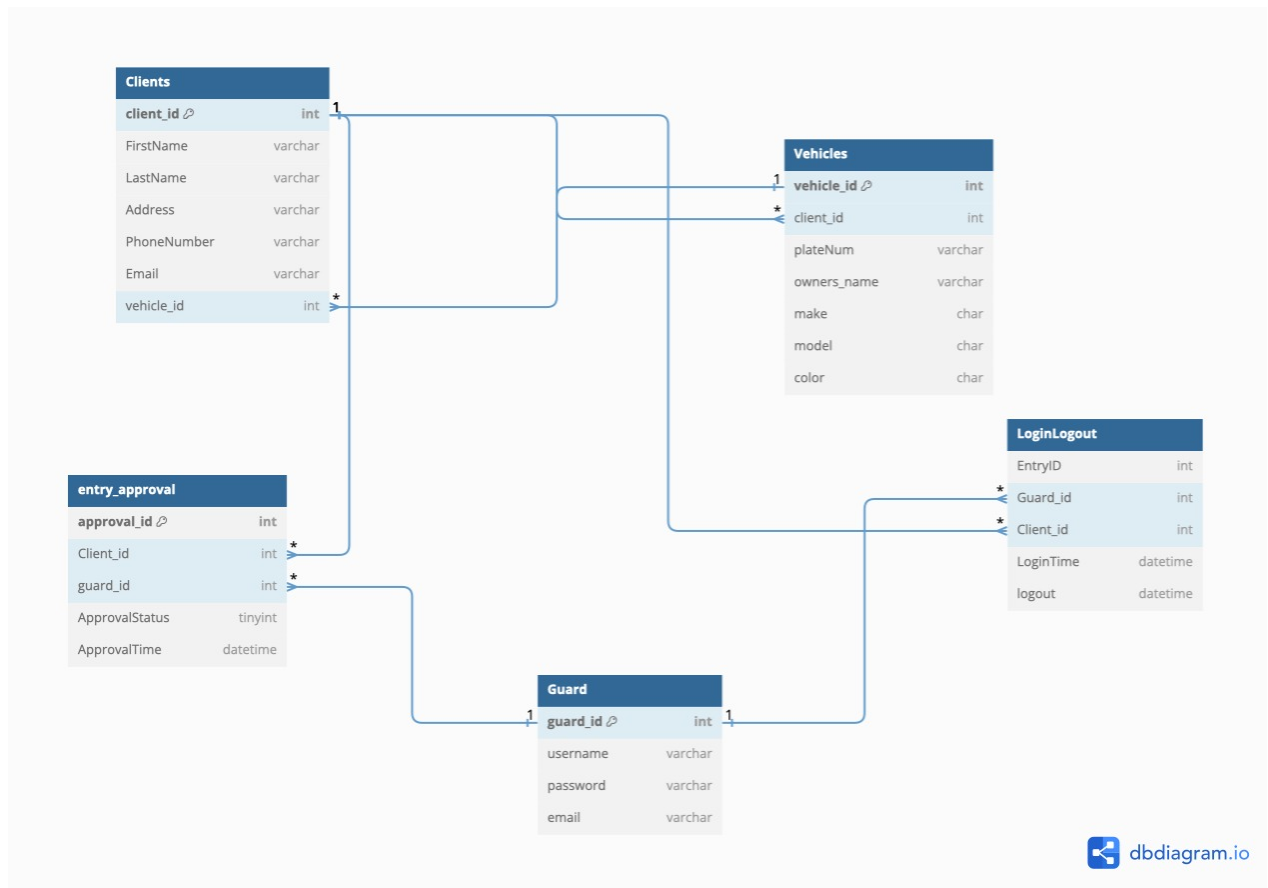 Clients
client_id int
FirstName varchar
LastName varchar
Address varchar
PhoneNumber varchar
Email varchar
vehicle_id int
1
*
Vehicles
vehicle_id int
client_id int
plateNum varchar
owners_name varchar
make char
model char
color char
1
*
LoginLogout
EntryID int
Guard_id int
Client_id int
LoginTime datetime
logout datetime
*
*
entry_approval
approval_id int
Client_id int
guard_id int
ApprovalStatus tinyint
ApprovalTime datetime
*
*
Guard
guard_id int
username varchar
password varchar
email varchar
1
1
dbdiagram.io